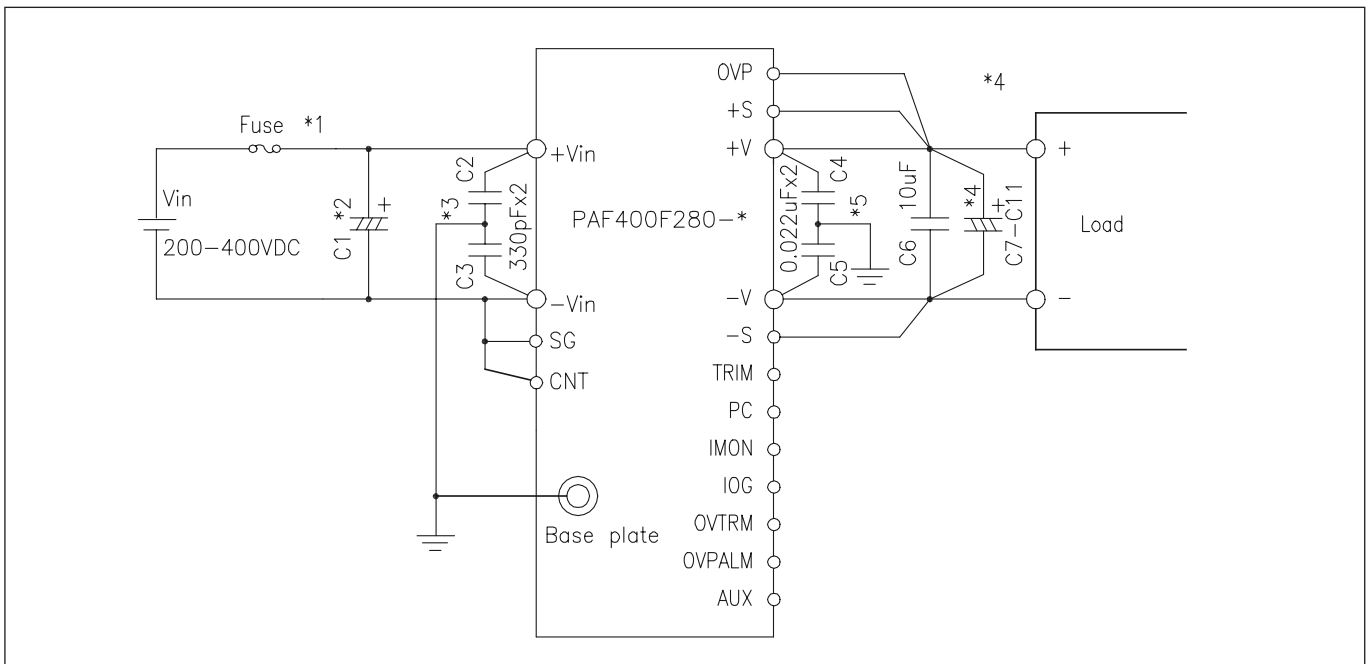 Fuse *1
Vin
200-400VDC
C1 *2 +
+Vin
C2
*3
330pFx2
C3
-Vin
SG
CNT
Base plate
PAF400F280-*
OVP
+S
+V
-V
-S
TRIM
PC
IMON
IOG
OVTRM
OVPALM
AUX
C4
0.022uFx2
*5
C5
10uF
C6
*4
*4 +
C7-C11
+
Load
-